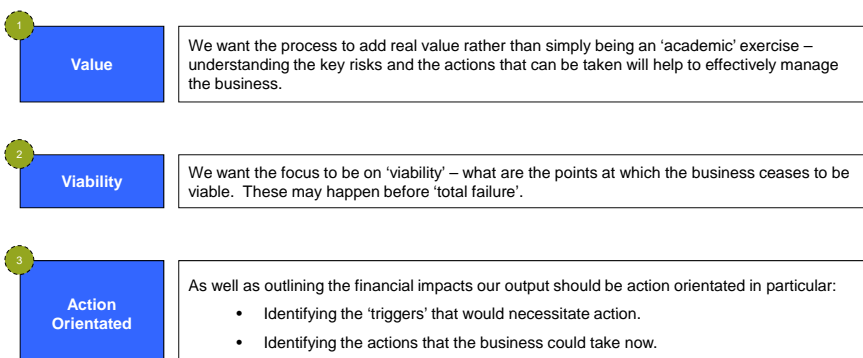 1
Value
We want the process to add real value rather than simply being an ‘academic’ exercise –
understanding the key risks and the actions that can be taken will help to effectively manage
the business.
2
Viability
We want the focus to be on ‘viability’ – what are the points at which the business ceases to be
viable.  These may happen before ‘total failure’.
3
Action
Orientated
As well as outlining the financial impacts our output should be action orientated in particular:
• Identifying the ‘triggers’ that would necessitate action.
• Identifying the actions that the business could take now.